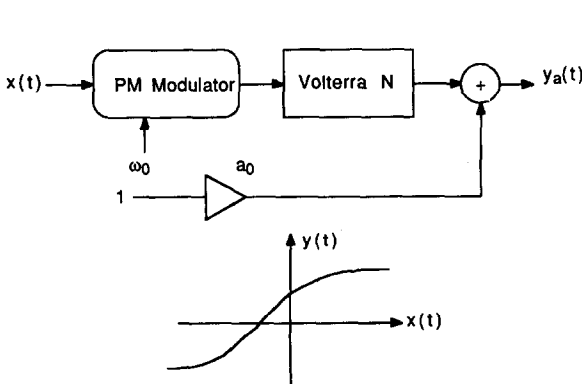 x(t)
PM Modulator
Volterra N
+
ya(t)
ω0
a0
1
y(t)
x(t)